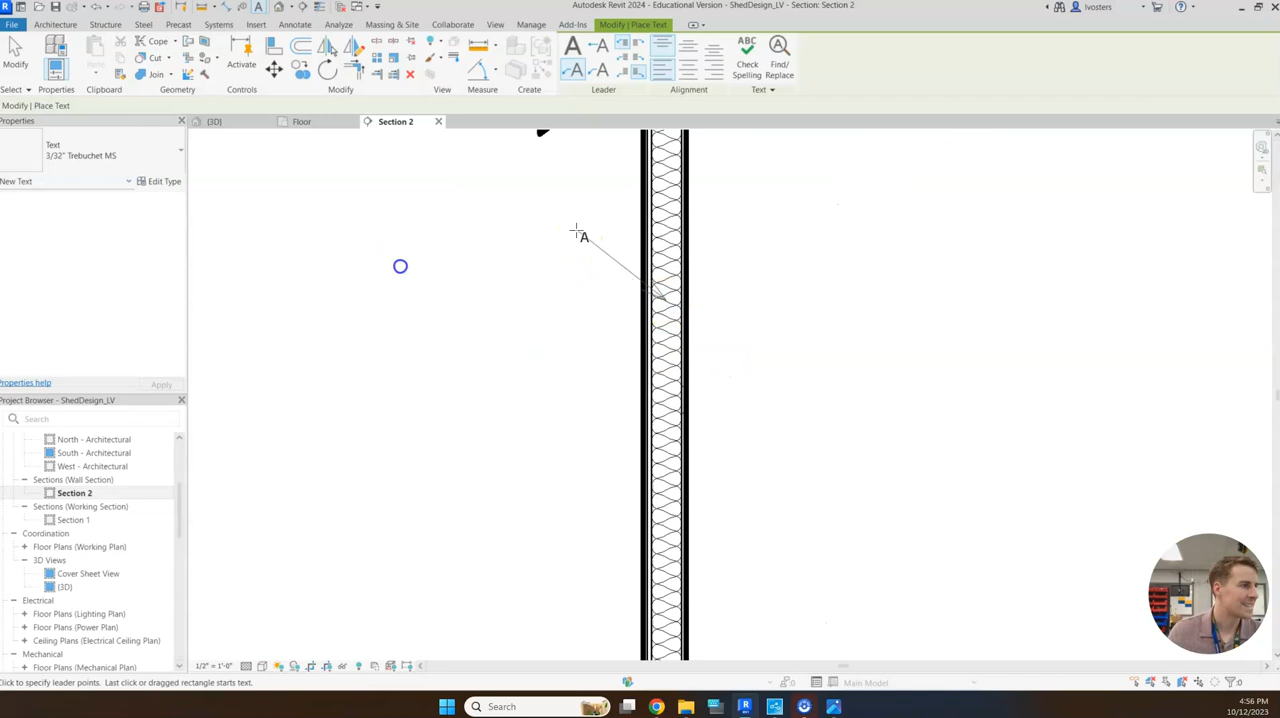 Autodesk Revit 2024 - Educational Version - ShedDesign_LV - Section: Section 2
lvosters
File Architecture Structure Steel Precast Systems Insert Annotate Analyze Massing & Site Collaborate View Manage Add-Ins Modify | Place Text
Cope
Cut
Join
Modify
Activate
Check
Spelling
Find/
Replace
Select Properties Clipboard Geometry Controls Modify View Measure Create Leader Alignment Text
Modify | Place Text
Properties
{3D}
Floor
Section 2
Text
3/32" Trebuchet MS
New Text
Edit Type
A
Properties help
Apply
Project Browser - ShedDesign_LV
Search
North - Architectural
South - Architectural
West - Architectural
Sections (Wall Section)
Section 2
Sections (Working Section)
Section 1
Coordination
Floor Plans (Working Plan)
3D Views
Cover Sheet View
{3D}
Electrical
Floor Plans (Lighting Plan)
Floor Plans (Power Plan)
Ceiling Plans (Electrical Ceiling Plan)
Mechanical
Floor Plans (Mechanical Plan)
1/2" = 1'-0"
Click to specify leader points. Last click or dragged rectangle starts text.
:0
Main Model
:0
Search
4:56 PM
10/12/2023